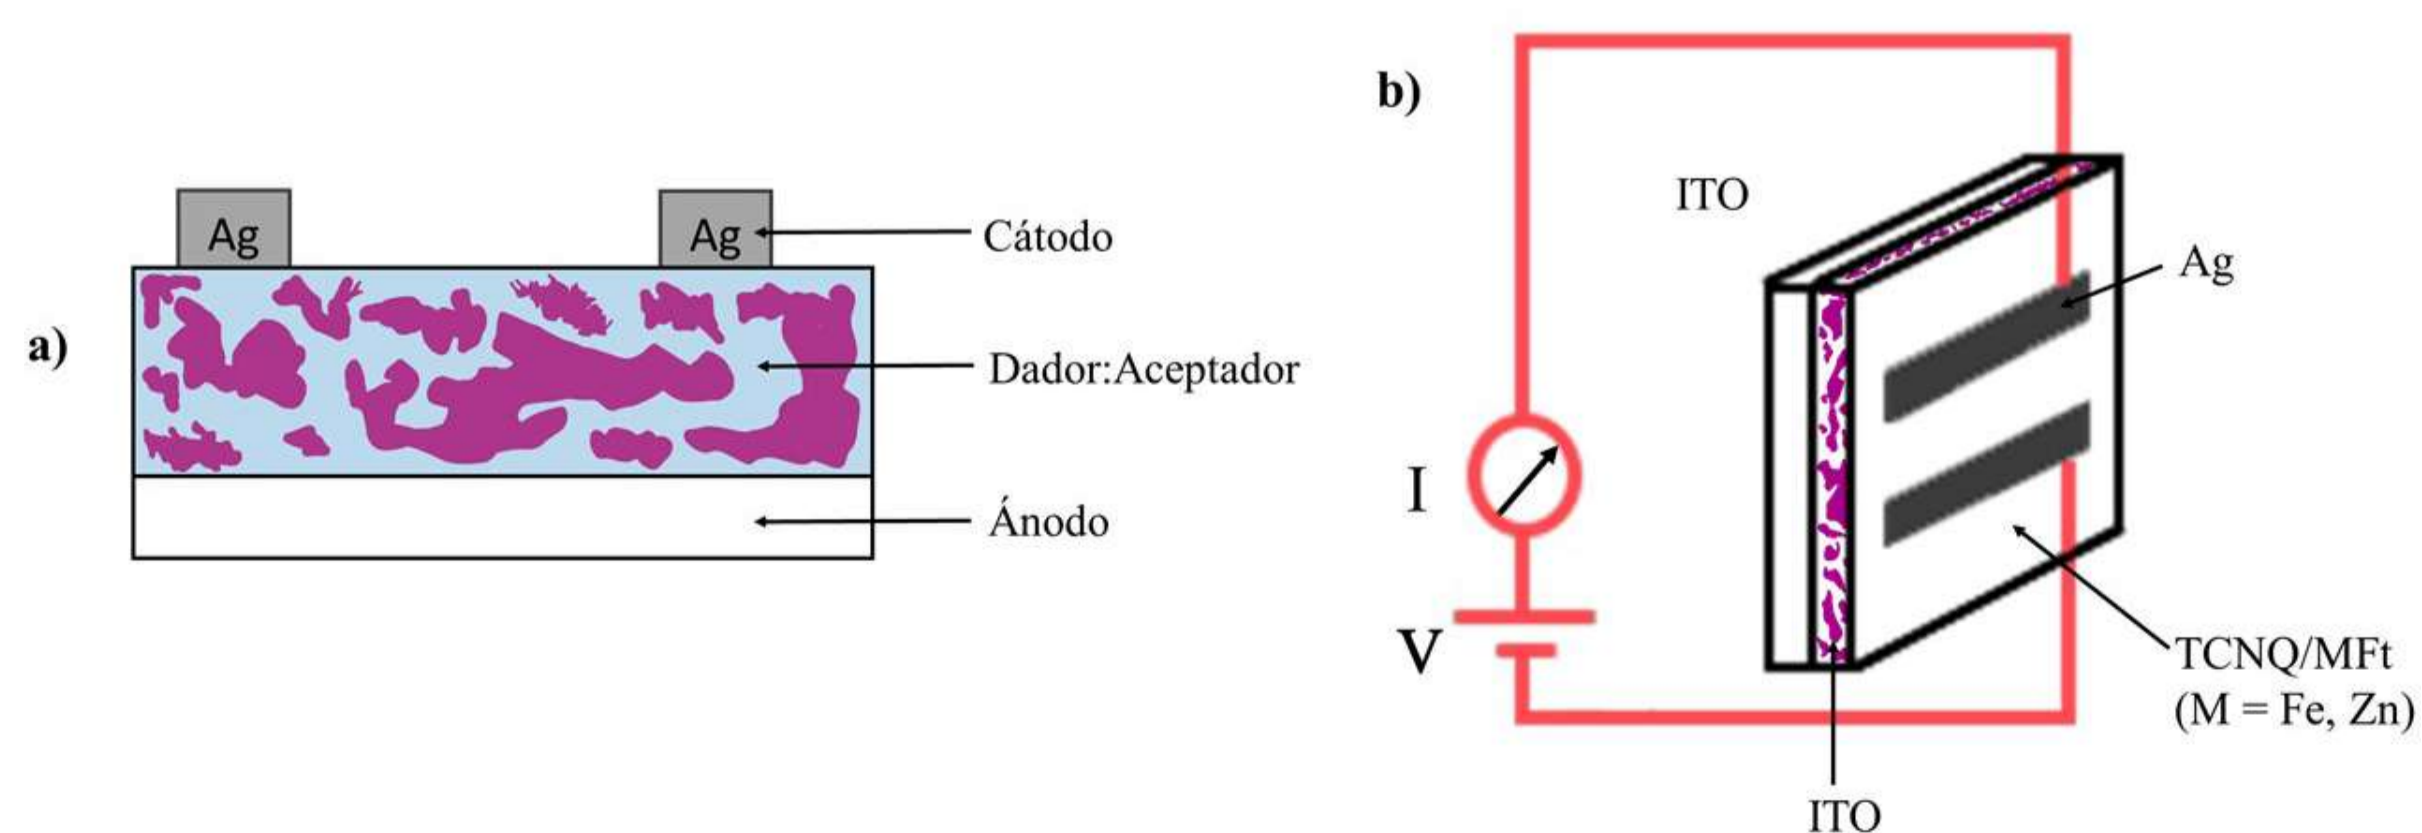 a)
Ag
Ag
Cátodo
Dador:Aceptador
Ánodo
b)
ITO
Ag
I
V
TCNQ/MFt
(M = Fe, Zn)
ITO